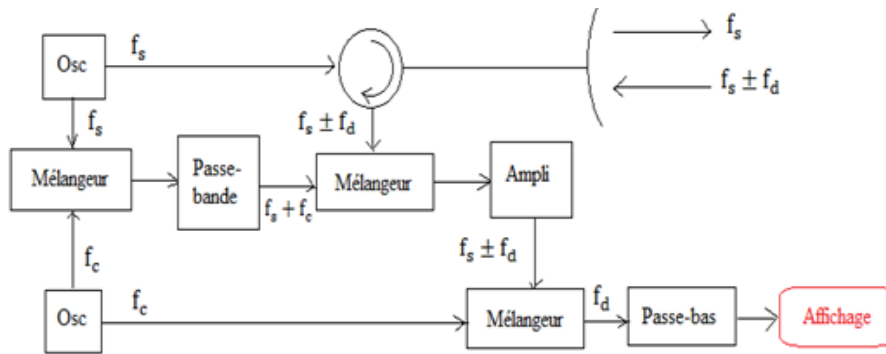 f_s
f_s
Osc
f_s ± f_d
f_s
f_s ± f_d
Mélangeur
Passe-
bande
f_s + f_c
Mélangeur
Ampli
f_c
f_s ± f_d
Osc
f_c
Mélangeur
f_d
Passe-bas
Affichage